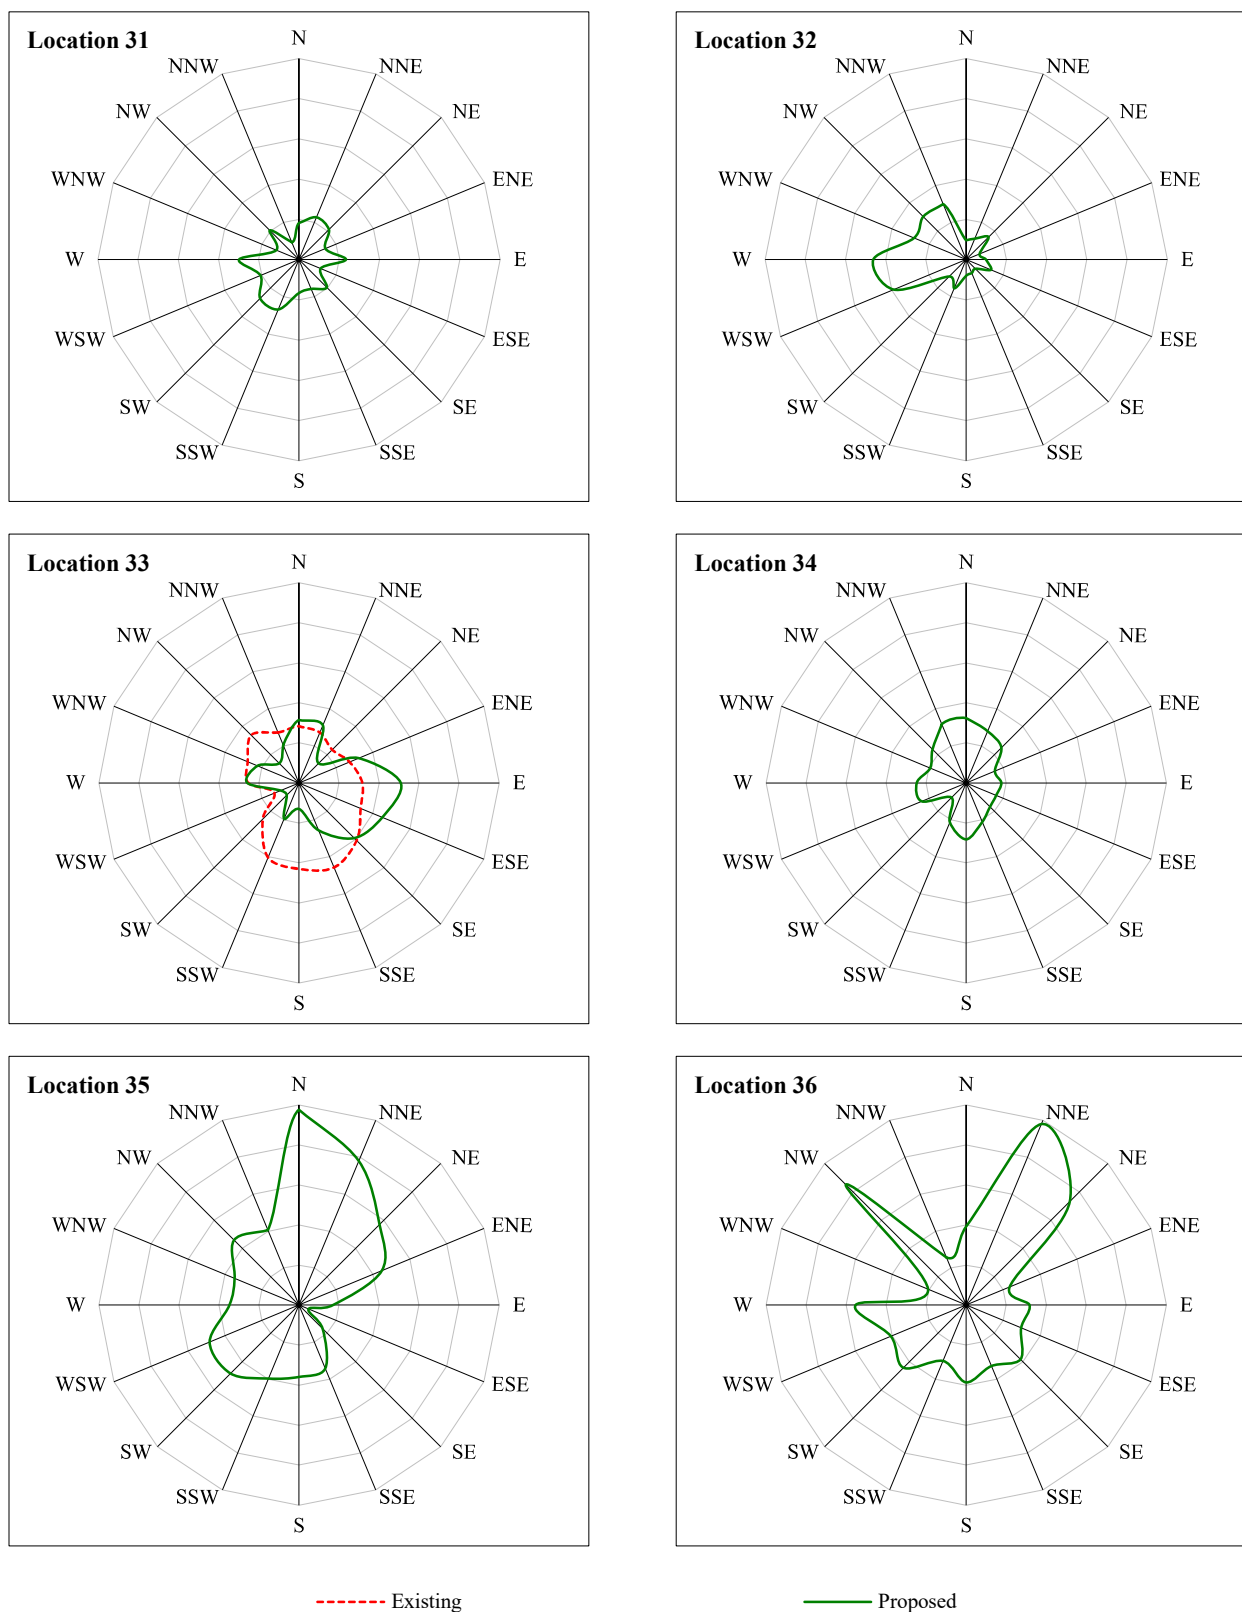 Location 31
N
NNW
NNE
NW
NE
WNW
ENE
W
E
WSW
ESE
SW
SE
SSW
SSE
S
Location 32
N
NNW
NNE
NW
NE
WNW
ENE
W
E
WSW
ESE
SW
SE
SSW
SSE
S
Location 33
N
NNW
NNE
NW
NE
WNW
ENE
W
E
WSW
ESE
SW
SE
SSW
SSE
S
Location 34
N
NNW
NNE
NW
NE
WNW
ENE
W
E
WSW
ESE
SW
SE
SSW
SSE
S
Location 35
N
NNW
NNE
NW
NE
WNW
ENE
W
E
WSW
ESE
SW
SE
SSW
SSE
S
Location 36
N
NNW
NNE
NW
NE
WNW
ENE
W
E
WSW
ESE
SW
SE
SSW
SSE
S
Existing
Proposed